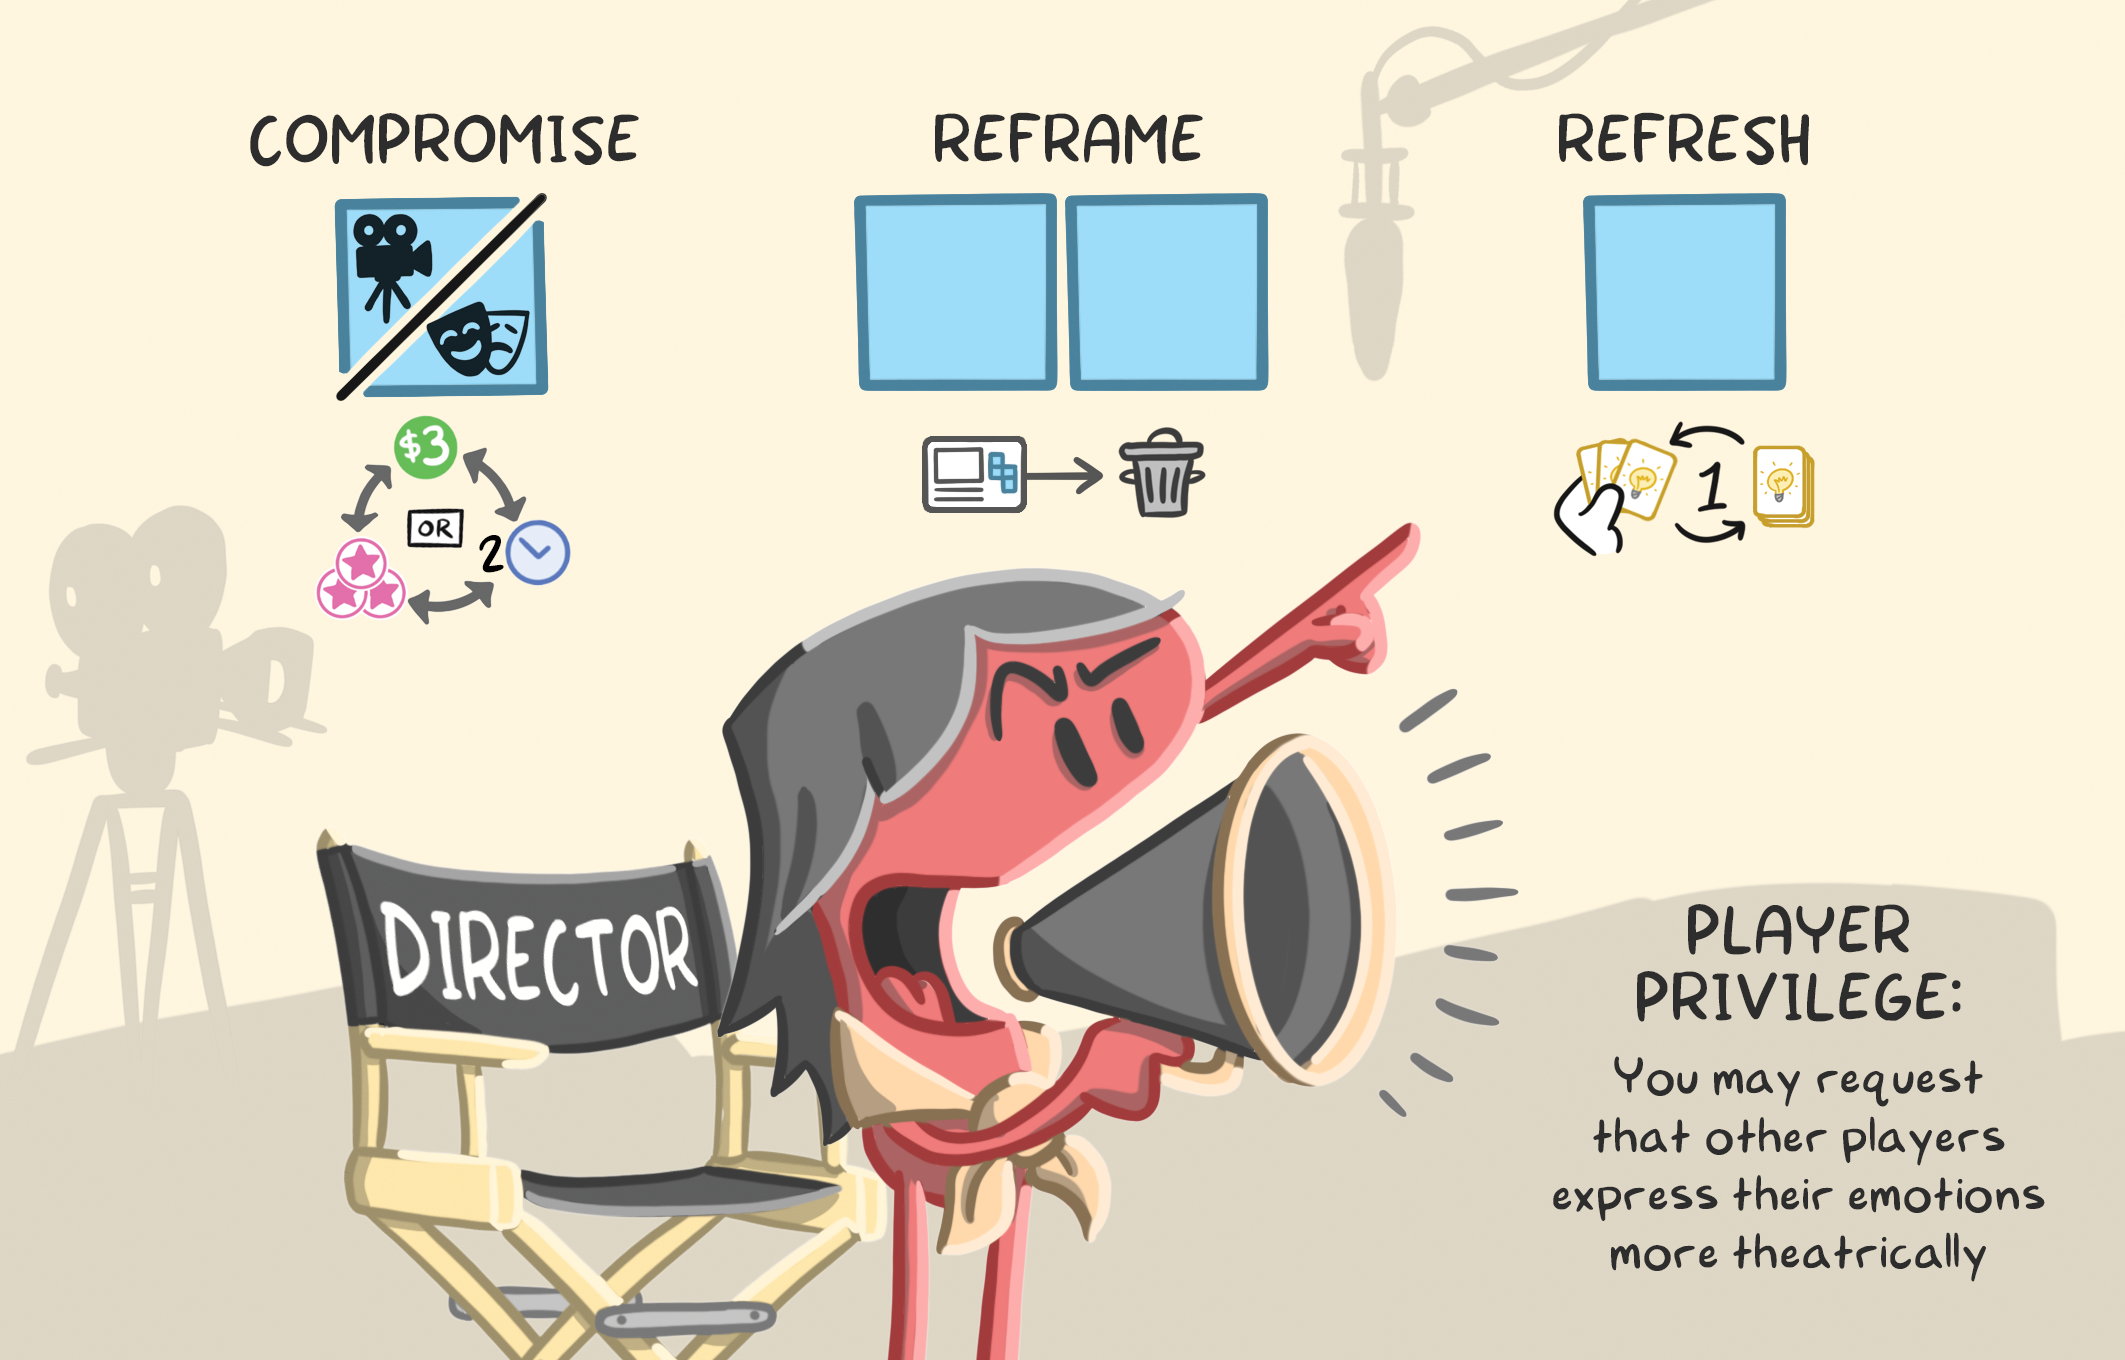 COMPROMISE
REFRAME
REFRESH
$3
OR
2
1
DIRECTOR
PLAYER
PRIVILEGE:
You may request
that other players
express their emotions
more theatrically